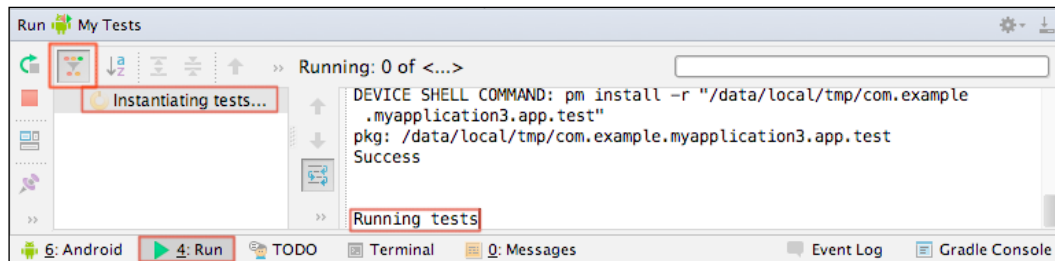 Run My Tests
Running: 0 of <...>
Instantiating tests...
DEVICE SHELL COMMAND: pm install -r "/data/local/tmp/com.example
.myapplication3.app.test"
pkg: /data/local/tmp/com.example.myapplication3.app.test
Success
Running tests
6: Android 4: Run TODO Terminal 0: Messages Event Log Gradle Console